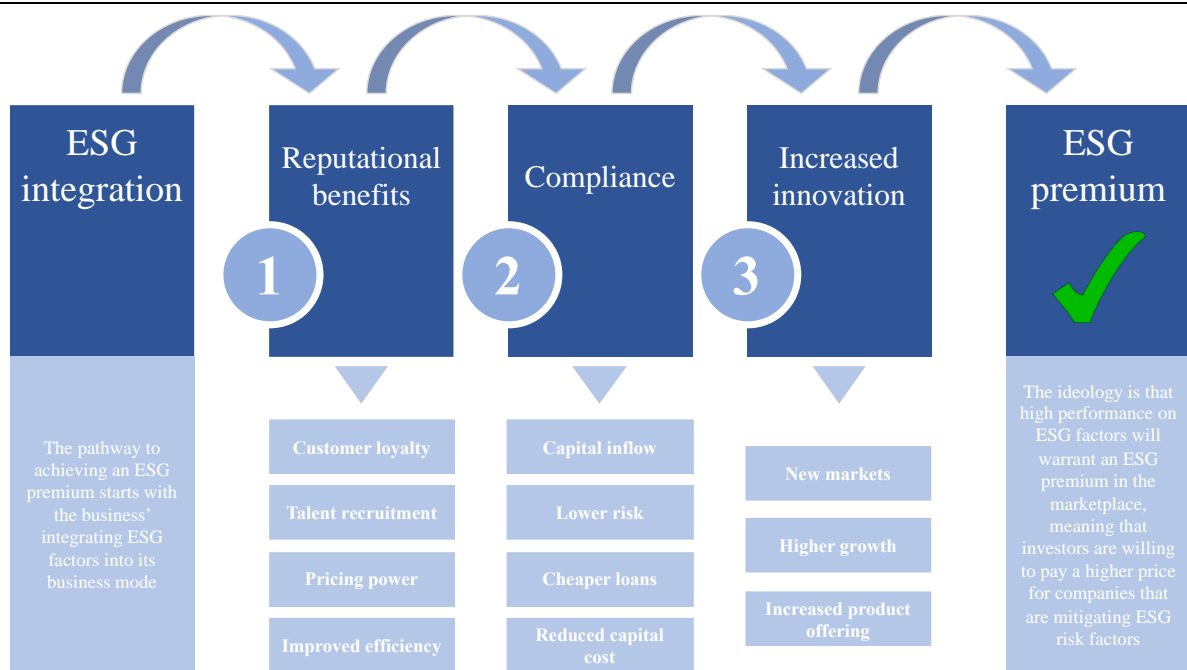 ESG
integration
The pathway to
achieving an ESG
premium starts with
the business’
integrating ESG
factors into its
business mode
1
Reputational
benefits
Customer loyalty
Talent recruitment
Pricing power
Improved efficiency
2
Compliance
Capital inflow
Lower risk
Cheaper loans
Reduced capital
cost
3
Increased
innovation
New markets
Higher growth
Increased product
offering
ESG
premium
The ideology is that
high performance on
ESG factors will
warrant an ESG
premium in the
marketplace,
meaning that
investors are willing
to pay a higher price
for companies that
are mitigating ESG
risk factors